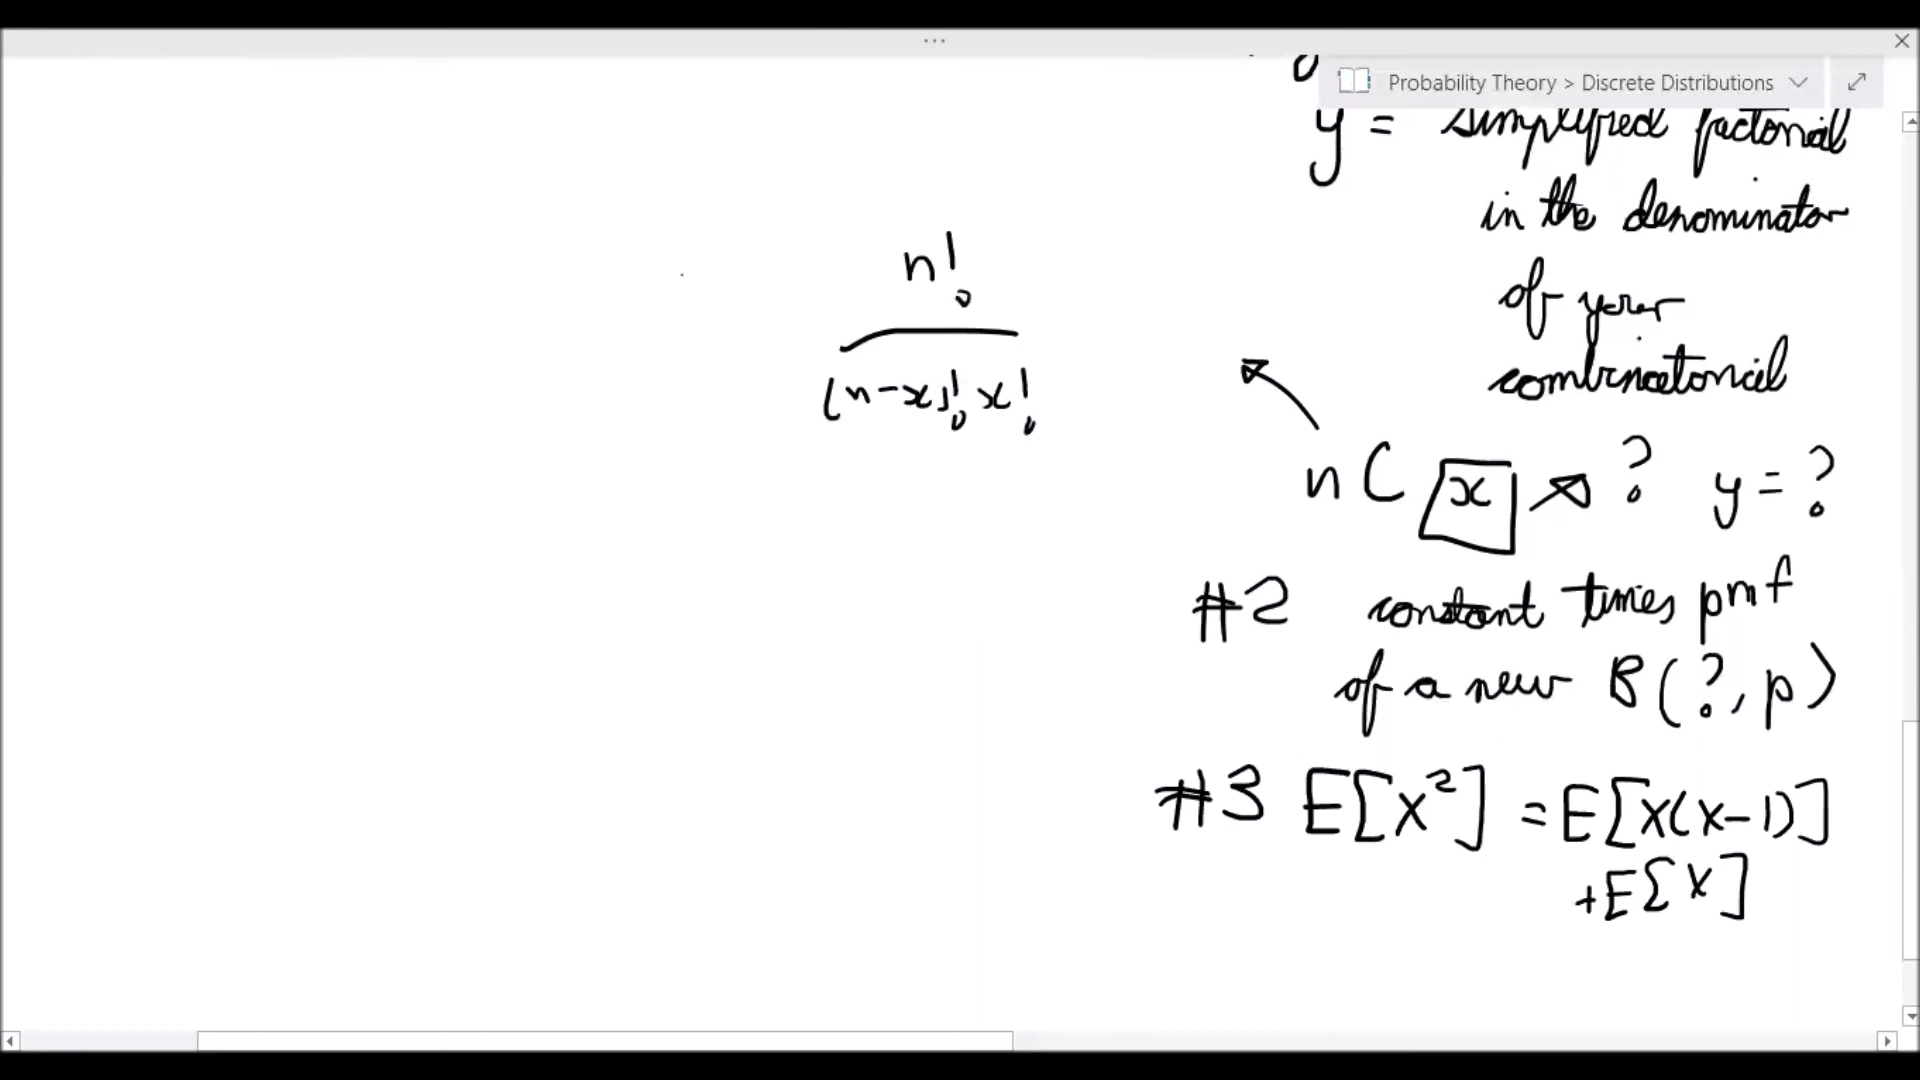 Probability Theory > Discrete Distributions
y = simplified factorial
in the denominator
of your
combinatorial
n!
(n-x)! x!
n C x ? y = ?
#2 constant times pmf
of a new B(?, p)
#3 E[X²] = E[X(X-1)]
+E[X]